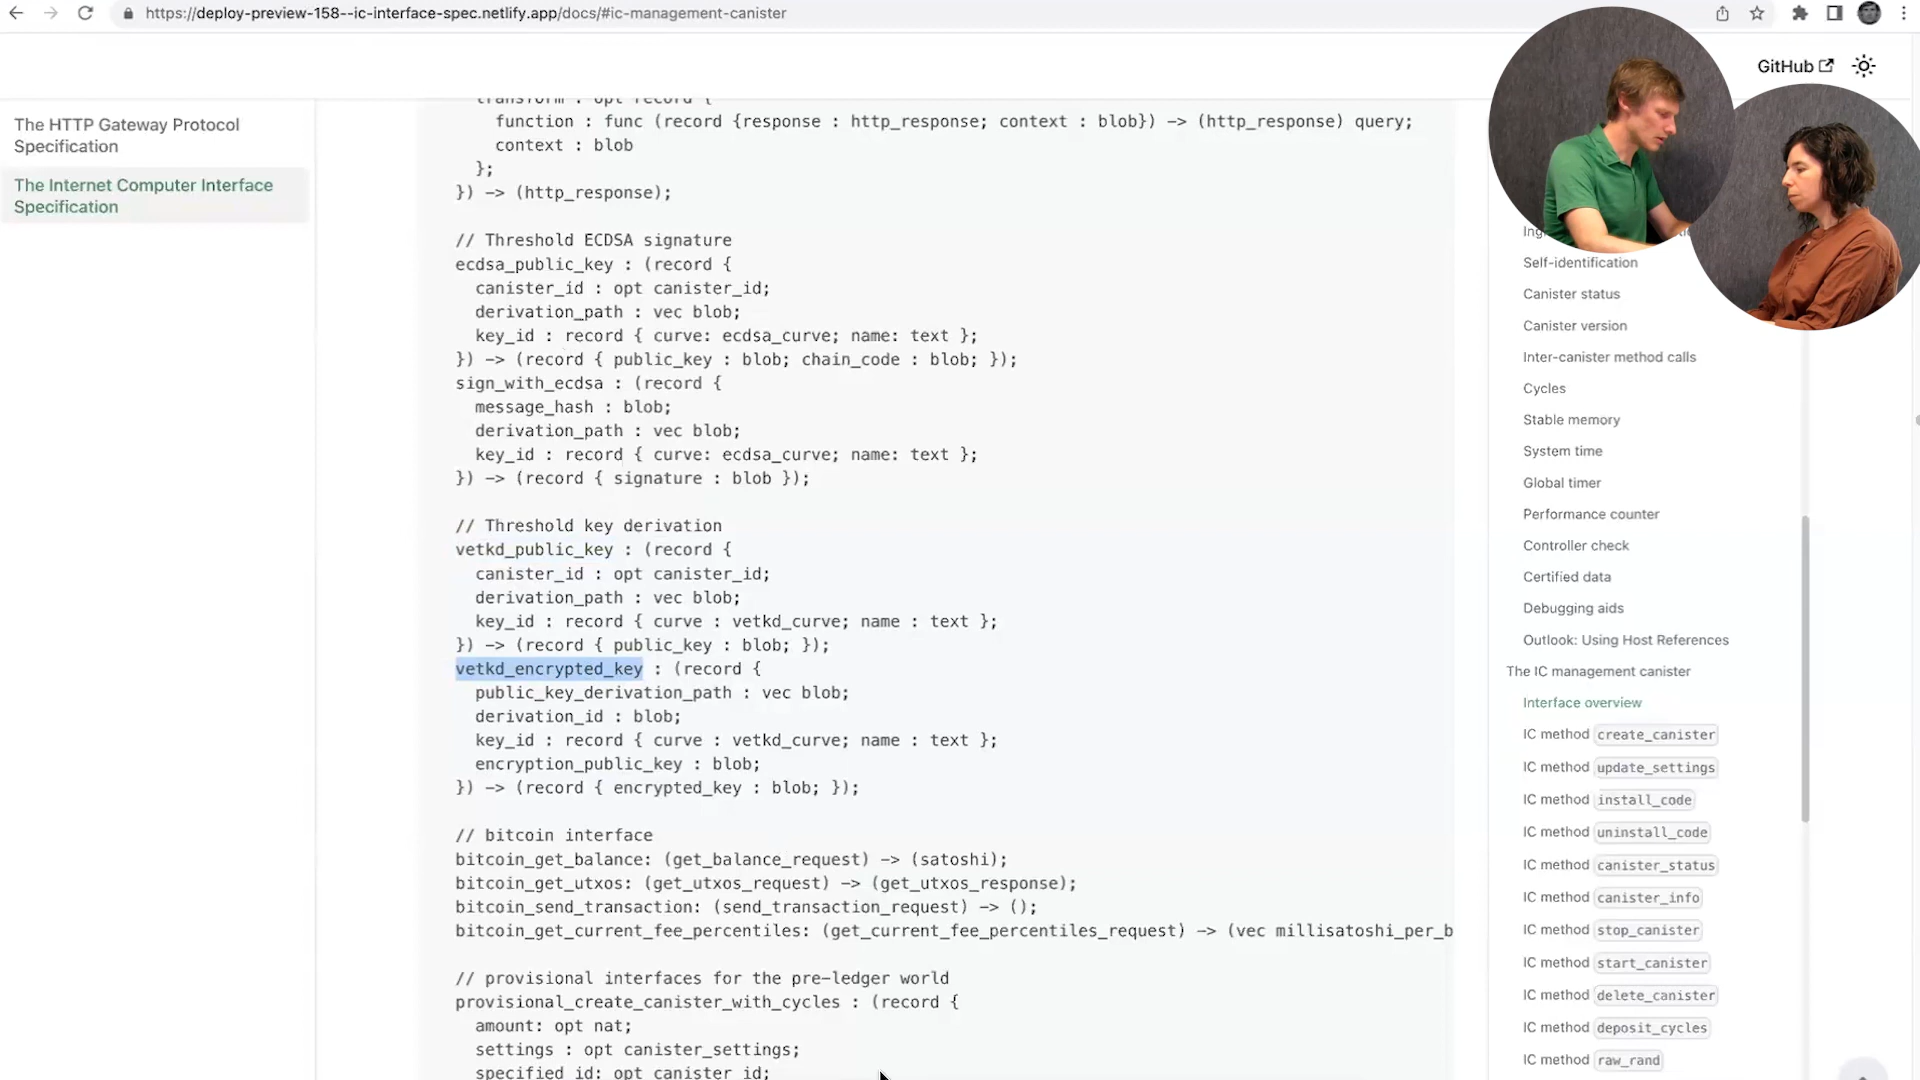 https://deploy-preview-158--ic-interface-spec.netlify.app/docs/#ic-management-canister
GitHub
The HTTP Gateway Protocol
Specification
The Internet Computer Interface
Specification
transform : opt record {
function : func (record {response : http_response; context : blob}) -> (http_response) query;
context : blob
};
}) -> (http_response);
// Threshold ECDSA signature
ecdsa_public_key : (record {
canister_id : opt canister_id;
derivation_path : vec blob;
key_id : record { curve: ecdsa_curve; name: text };
}) -> (record { public_key : blob; chain_code : blob; });
sign_with_ecdsa : (record {
message_hash : blob;
derivation_path : vec blob;
key_id : record { curve: ecdsa_curve; name: text };
}) -> (record { signature : blob });
// Threshold key derivation
vetkd_public_key : (record {
canister_id : opt canister_id;
derivation_path : vec blob;
key_id : record { curve : vetkd_curve; name : text };
}) -> (record { public_key : blob; });
vetkd_encrypted_key : (record {
public_key_derivation_path : vec blob;
derivation_id : blob;
key_id : record { curve : vetkd_curve; name : text };
encryption_public_key : blob;
}) -> (record { encrypted_key : blob; });
// bitcoin interface
bitcoin_get_balance: (get_balance_request) -> (satoshi);
bitcoin_get_utxos: (get_utxos_request) -> (get_utxos_response);
bitcoin_send_transaction: (send_transaction_request) -> ();
bitcoin_get_current_fee_percentiles: (get_current_fee_percentiles_request) -> (vec millisatoshi_per_b
// provisional interfaces for the pre-ledger world
provisional_create_canister_with_cycles : (record {
amount: opt nat;
settings : opt canister_settings;
specified_id: opt canister_id;
Self-identification
Canister status
Canister version
Inter-canister method calls
Cycles
Stable memory
System time
Global timer
Performance counter
Controller check
Certified data
Debugging aids
Outlook: Using Host References
The IC management canister
Interface overview
IC method create_canister
IC method update_settings
IC method install_code
IC method uninstall_code
IC method canister_status
IC method canister_info
IC method stop_canister
IC method start_canister
IC method delete_canister
IC method deposit_cycles
IC method raw_rand